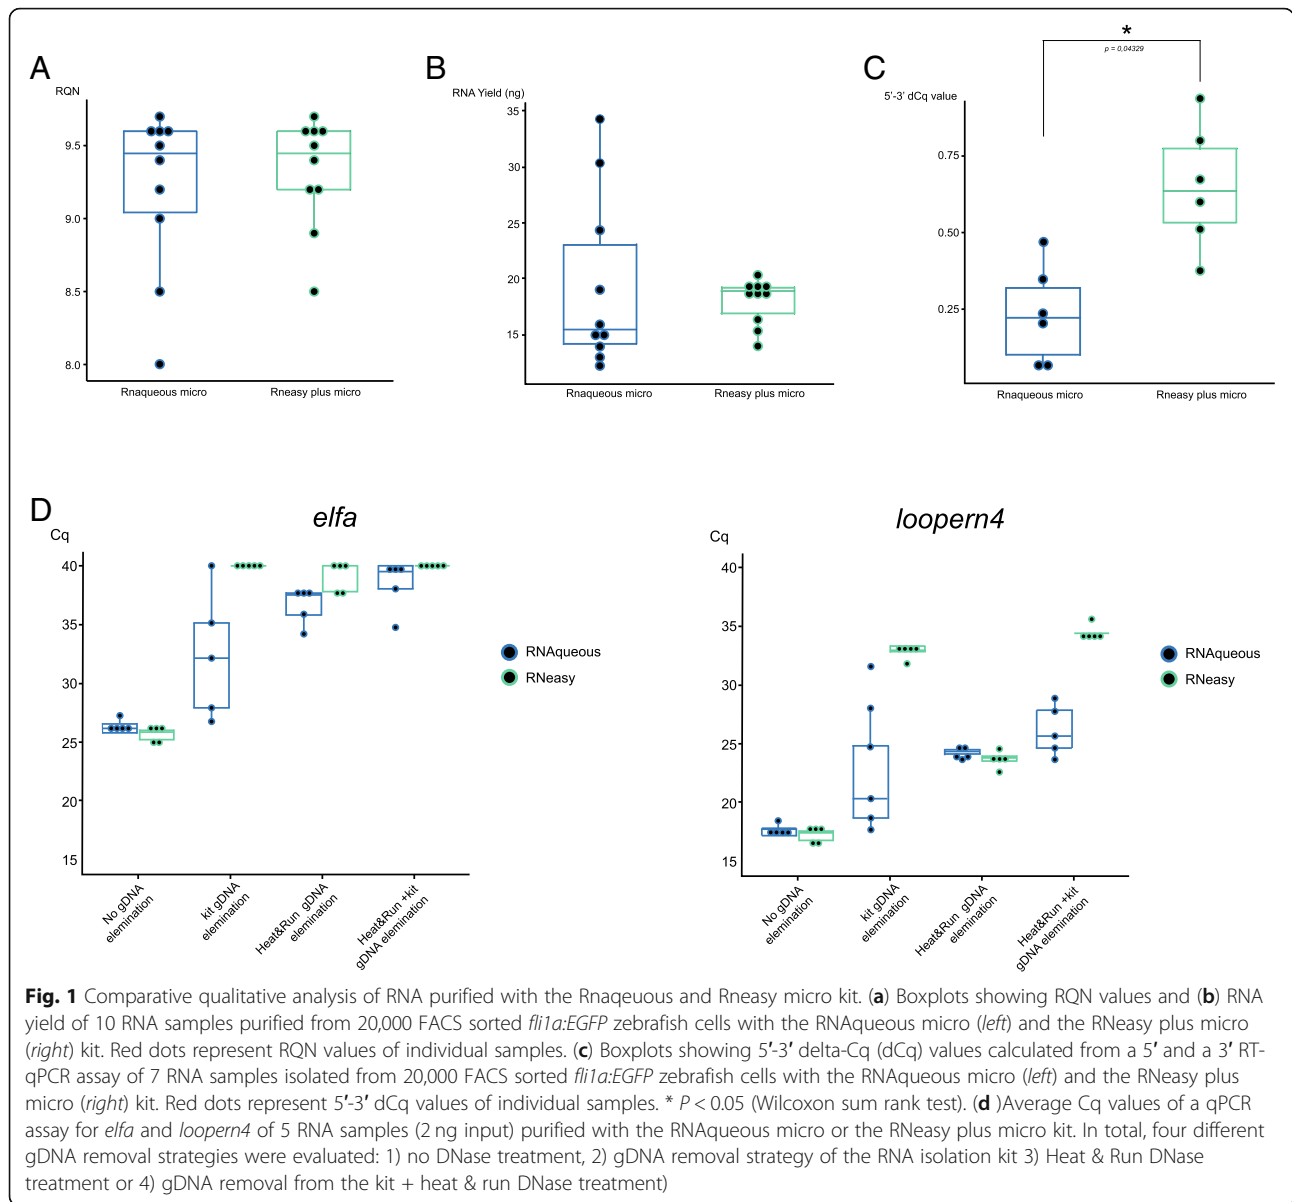 A
RQN
9.5
9.0
8.5
8.0
Rnaqueous micro
Rneasy plus micro
B
RNA Yield (ng)
35
30
25
20
15
Rnaqueous micro
Rneasy plus micro
C
*
p = 0,04329
5'-3' dCq value
0.75
0.50
0.25
Rnaqueous micro
Rneasy plus micro
D
elfa
Cq
40
35
30
25
20
15
No gDNA
elemination
kit gDNA
elemination
Heat&Run gDNA
elemination
Heat&Run +kit
gDNA elemination
RNAqueous
RNeasy
loopern4
Cq
40
35
30
25
20
15
No gDNA
elemination
kit gDNA
elemination
Heat&Run gDNA
elemination
Heat&Run +kit
gDNA elemination
RNAqueous
RNeasy
Fig. 1 Comparative qualitative analysis of RNA purified with the Rnaqeuous and Rneasy micro kit. (a) Boxplots showing RQN values and (b) RNA
yield of 10 RNA samples purified from 20,000 FACS sorted fli1a:EGFP zebrafish cells with the RNAqueous micro (left) and the RNeasy plus micro
(right) kit. Red dots represent RQN values of individual samples. (c) Boxplots showing 5′-3′ delta-Cq (dCq) values calculated from a 5′ and a 3′ RT-
qPCR assay of 7 RNA samples isolated from 20,000 FACS sorted fli1a:EGFP zebrafish cells with the RNAqueous micro (left) and the RNeasy plus
micro (right) kit. Red dots represent 5′-3′ dCq values of individual samples. * P < 0.05 (Wilcoxon sum rank test). (d )Average Cq values of a qPCR
assay for elfa and loopern4 of 5 RNA samples (2 ng input) purified with the RNAqueous micro or the RNeasy plus micro kit. In total, four different
gDNA removal strategies were evaluated: 1) no DNase treatment, 2) gDNA removal strategy of the RNA isolation kit 3) Heat & Run DNase
treatment or 4) gDNA removal from the kit + heat & run DNase treatment)